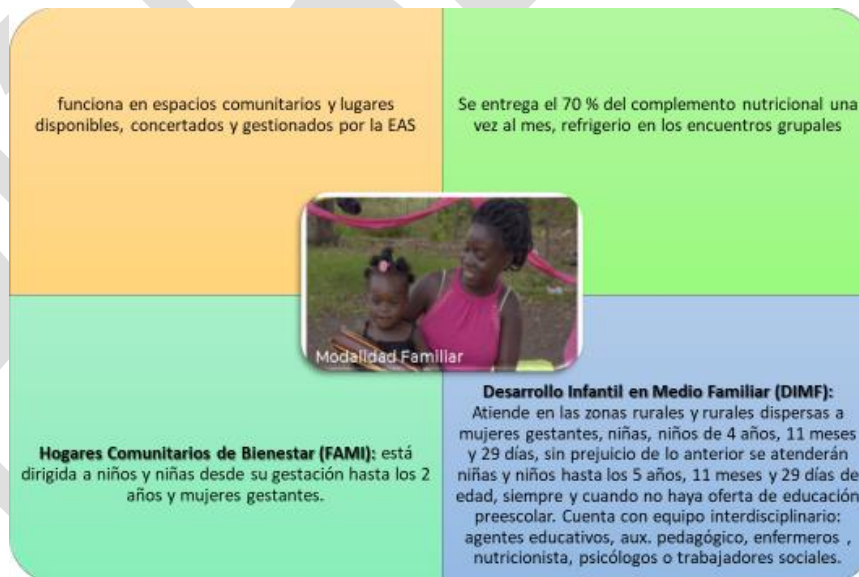 funciona en espacios comunitarios y lugares
disponibles, concertados y gestionados por la EAS
Se entrega el 70 % del complemento nutricional una
vez al mes, refrigerio en los encuentros grupales
Modalidad Familiar
Hogares Comunitarios de Bienestar (FAMI): está
dirigida a niños y niñas desde su gestación hasta los 2
años y mujeres gestantes.
Desarrollo Infantil en Medio Familiar (DIMF):
Atiende en las zonas rurales y rurales dispersas a
mujeres gestantes, niñas, niños de 4 años, 11 meses
y 29 días, sin prejuicio de lo anterior se atenderán
niñas y niños hasta los 5 años, 11 meses y 29 días de
edad, siempre y cuando no haya oferta de educación
preescolar. Cuenta con equipo interdisciplinario:
agentes educativos, aux. pedagógico, enfermeros ,
nutricionista, psicólogos o trabajadores sociales.